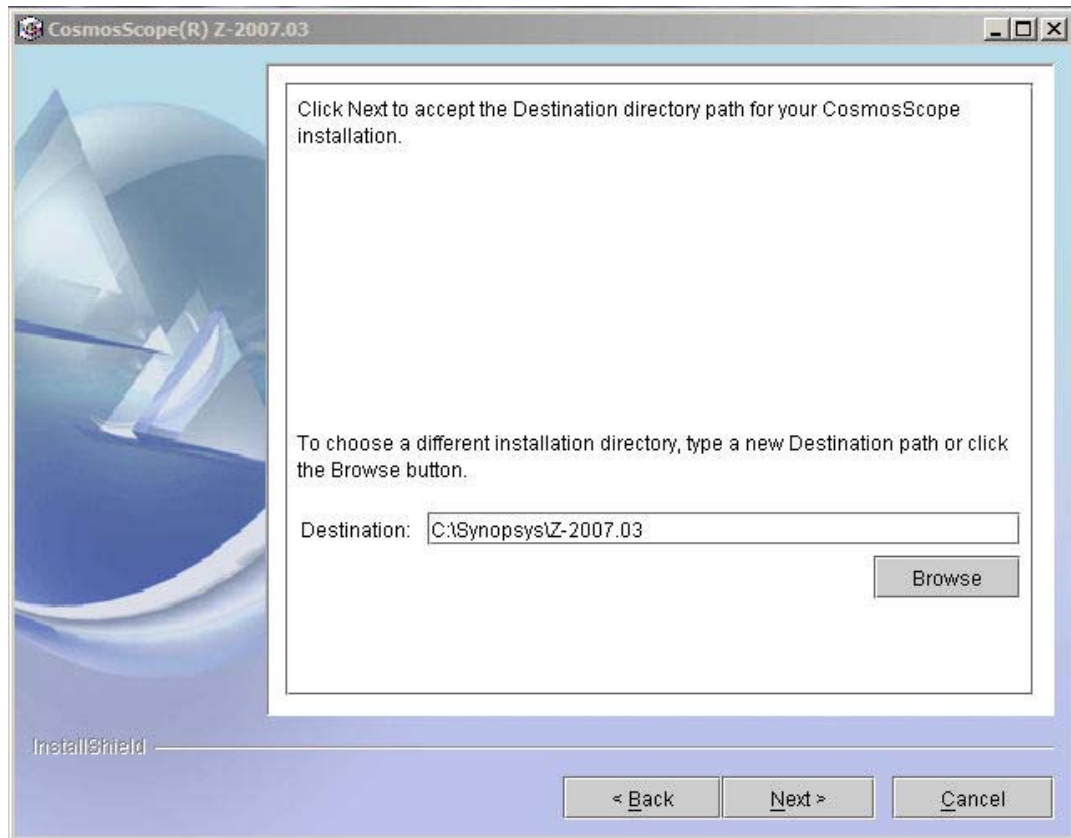 CosmosScope(R) Z-2007.03
Click Next to accept the Destination directory path for your CosmosScope
installation.
To choose a different installation directory, type a new Destination path or click
the Browse button.
Destination: C:\Synopsys\Z-2007.03
Browse
InstallShield
< Back Next > Cancel